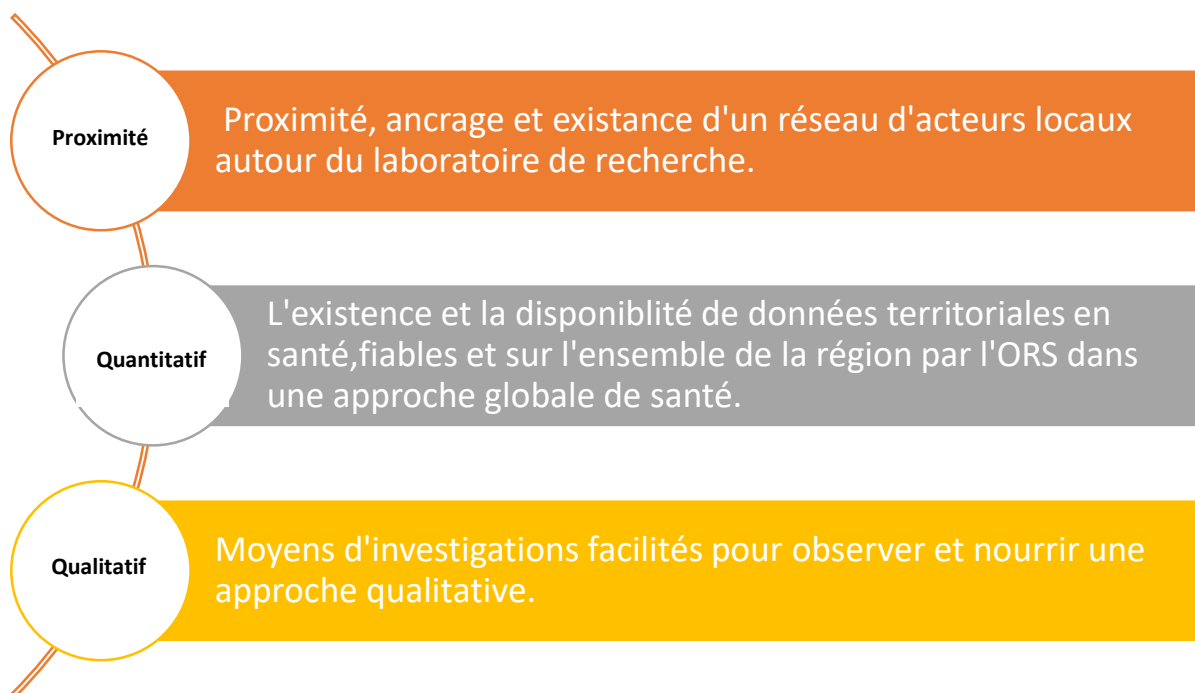 Proximité
Proximité, ancrage et existance d'un réseau d'acteurs locaux
autour du laboratoire de recherche.
Quantitatif
L'existence et la disponiblité de données territoriales en
santé,fiables et sur l'ensemble de la région par l'ORS dans
une approche globale de santé.
Qualitatif
Moyens d'investigations facilités pour observer et nourrir une
approche qualitative.